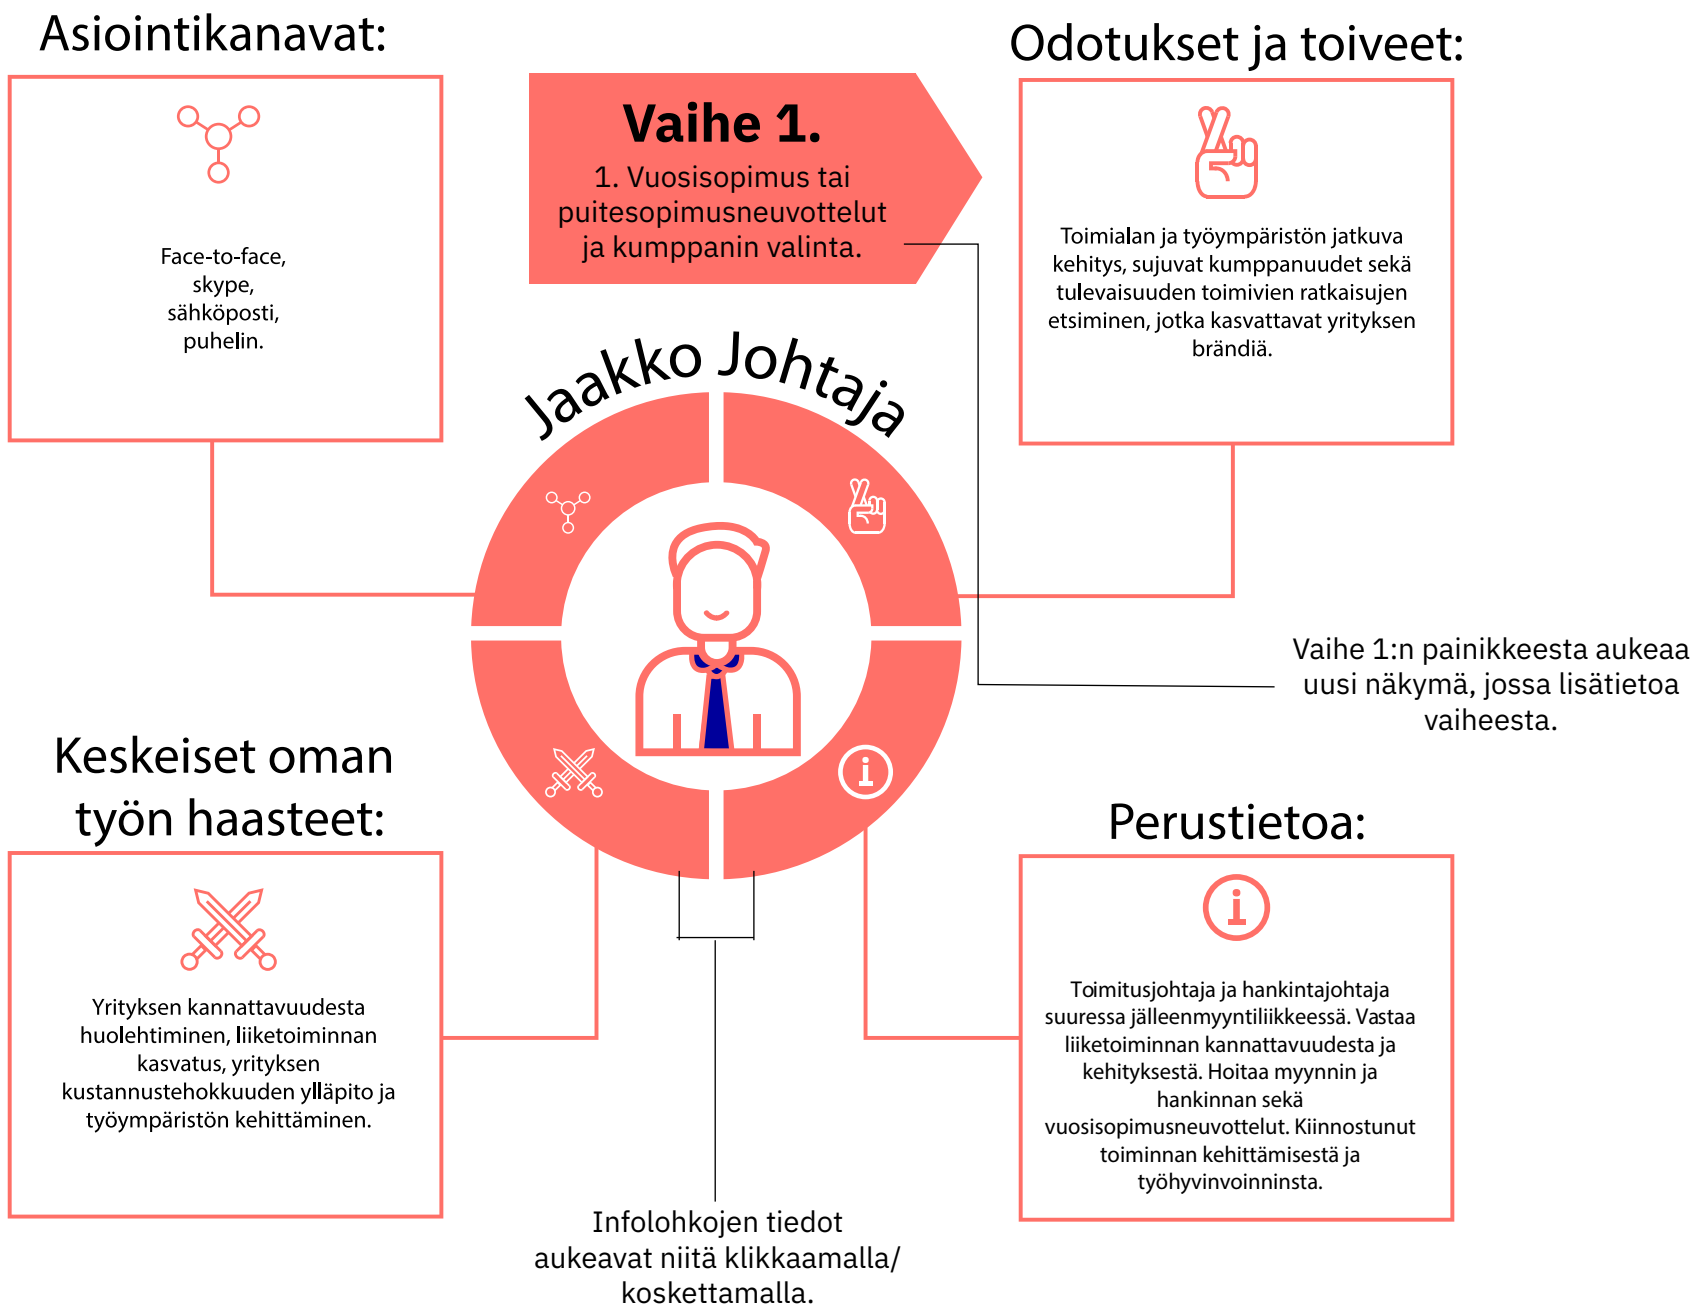 Asiointikanavat:
Face-to-face,
skype,
sähköposti,
puhelin.
Vaihe 1.
1. Vuosisopimus tai
puitesopimusneuvottelut
ja kumppanin valinta.
Odotukset ja toiveet:
Toimialan ja työympäristön jatkuva
kehitys, sujuvat kumppanuudet sekä
tulevaisuuden toimivien ratkaisujen
etsiminen, jotka kasvattavat yrityksen
brändiä.
Jaakko Johtaja
Vaihe 1:n painikkeesta aukeaa
uusi näkymä, jossa lisätietoa
vaiheesta.
Keskeiset oman
työn haasteet:
Yrityksen kannattavuudesta
huolehtiminen, liiketoiminnan
kasvatus, yrityksen
kustannustehokkuuden ylläpito ja
työympäristön kehittäminen.
Perustietoa:
Toimitusjohtaja ja hankintajohtaja
suuressa jälleenmyyntiliikkeessä. Vastaa
liiketoiminnan kannattavuudesta ja
kehityksestä. Hoitaa myynnin ja
hankinnan sekä
vuosisopimusneuvottelut. Kiinnostunut
toiminnan kehittämisestä ja
työhyvinvoinninsta.
Infolohkojen tiedot
aukeavat niitä klikkaamalla/
koskettamalla.